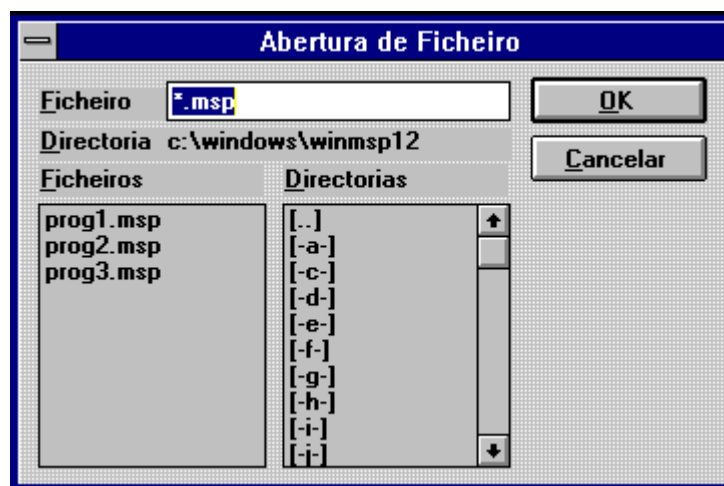 Abertura de Ficheiro
Ficheiro *.msp
OK
Directoria c:\windows\winmsp12
Cancelar
Ficheiros
Directorias
prog1.msp
prog2.msp
prog3.msp
[..]
[-a-]
[-c-]
[-d-]
[-e-]
[-f-]
[-g-]
[-h-]
[-i-]
[-j-]